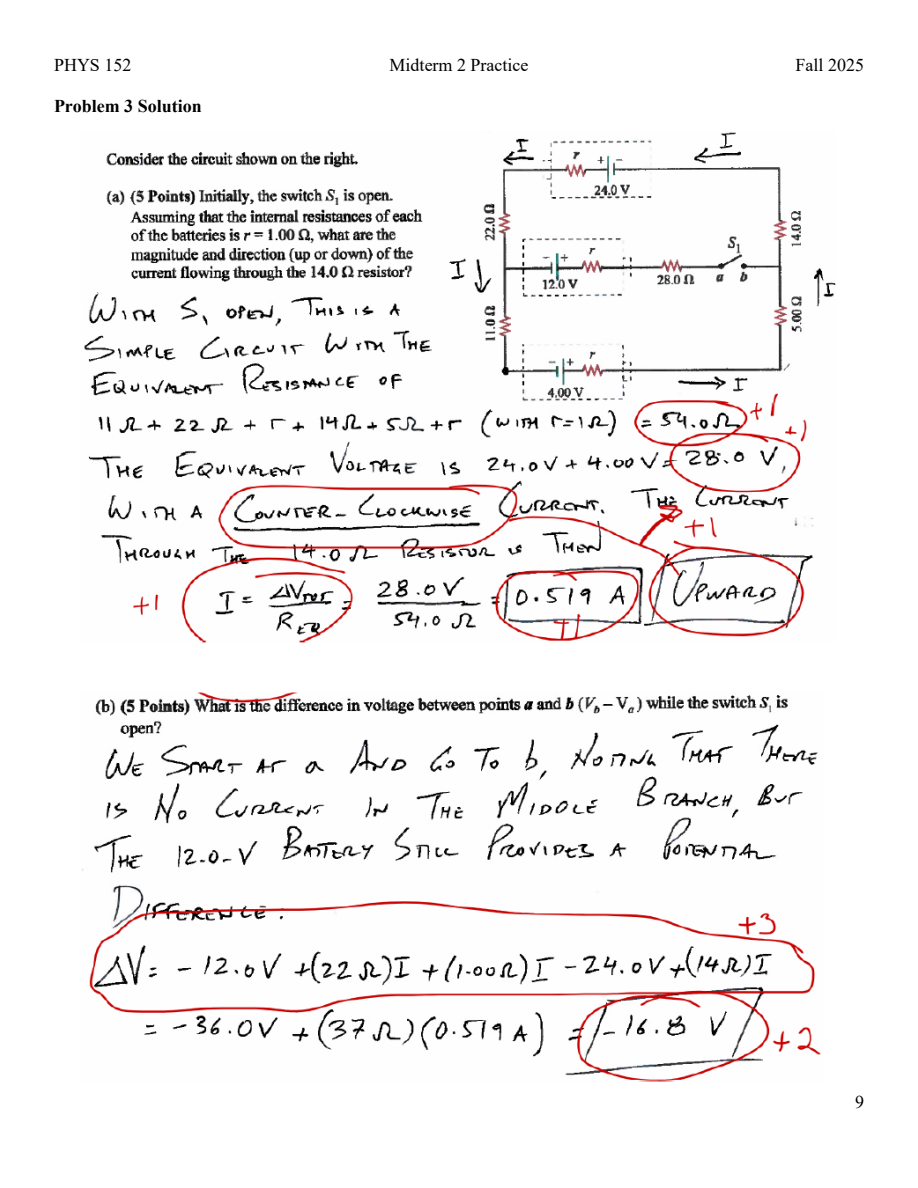 PHYS 152 Midterm 2 Practice Fall 2025
Problem 3 Solution
Consider the circuit shown on the right.
(a) (5 Points) Initially, the switch S₁ is open.
Assuming that the internal resistances of each
of the batteries is r = 1.00 Ω, what are the
magnitude and direction (up or down) of the
current flowing through the 14.0 Ω resistor?
I I
r + -
24.0 V
22.0 Ω 14.0 Ω
I - + r S₁
12.0 V 28.0 Ω a b I
11.0 Ω 5.00 Ω
- + r
4.00 V I
WITH S₁ OPEN, THIS IS A
SIMPLE CIRCUIT WITH THE
EQUIVALENT RESISTANCE OF
11 Ω + 22 Ω + r + 14 Ω + 5 Ω + r (WITH r = 1 Ω) = 54.0 Ω +1
THE EQUIVALENT VOLTAGE IS 24.0 V + 4.00 V = 28.0 V, +1
WITH A COUNTER-CLOCKWISE CURRENT. THE CURRENT
+1
THROUGH THE 14.0 Ω RESISTOR IS THEN
+1 I = ΔVTOT / REQ = 28.0 V / 54.0 Ω = 0.519 A UPWARD
+1
(b) (5 Points) What is the difference in voltage between points a and b (V_b – V_a) while the switch S₁ is
open?
WE START AT a AND GO TO b, NOTING THAT THERE
IS NO CURRENT IN THE MIDDLE BRANCH, BUT
THE 12.0-V BATTERY STILL PROVIDES A POTENTIAL
DIFFERENCE.
+3
ΔV = -12.0 V + (22 Ω)I + (1.00 Ω)I - 24.0 V + (14 Ω)I
= -36.0 V + (37 Ω)(0.519 A) = -16.8 V +2
9